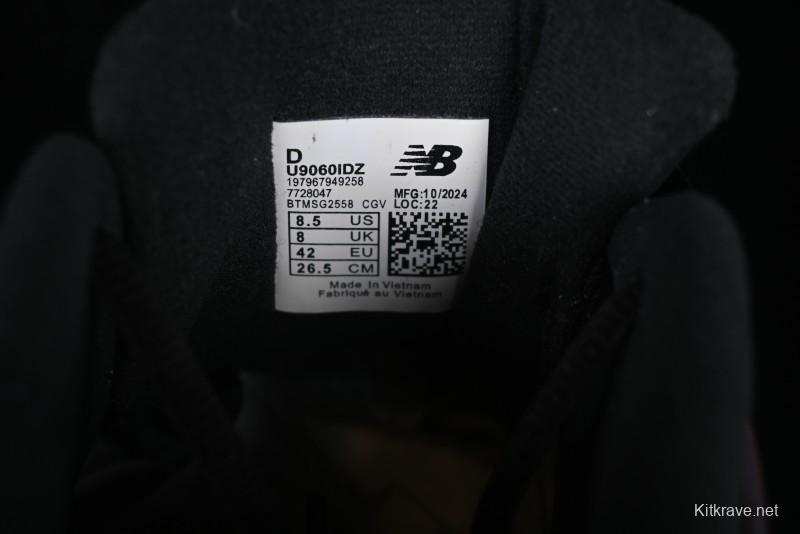 D
U9060IDZ
197967949258
7728047
BTMSG2558 CGV
NB
MFG:10/2024
LOC:22
8.5 US
8 UK
42 EU
26.5 CM
Made In Vietnam
Fabriqué au Vietnam
Kitkrave.net